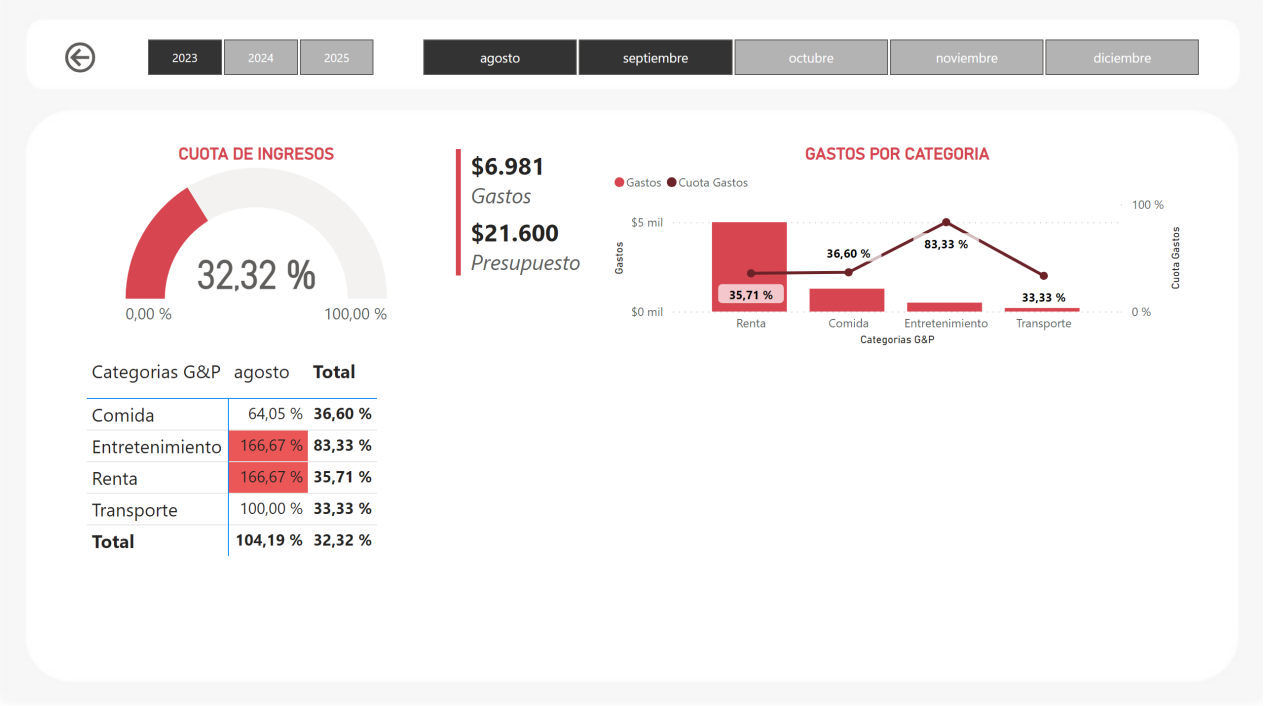 2023 2024 2025 agosto septiembre octubre noviembre diciembre
CUOTA DE INGRESOS
32,32 %
0,00 % 100,00 %
$6.981
Gastos
$21.600
Presupuesto
GASTOS POR CATEGORIA
Gastos Cuota Gastos
100 %
$5 mil
Gastos
Cuota Gastos
36,60 %
83,33 %
35,71 %
33,33 %
$0 mil
0 %
Renta Comida Entretenimiento Transporte
Categorias G&P
Categorias G&P agosto Total
Comida 64,05 % 36,60 %
Entretenimiento 166,67 % 83,33 %
Renta 166,67 % 35,71 %
Transporte 100,00 % 33,33 %
Total 104,19 % 32,32 %